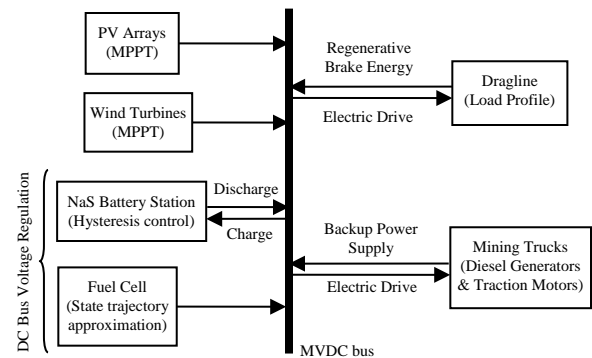 PV Arrays
(MPPT)
Wind Turbines
(MPPT)
DC Bus Voltage Regulation
NaS Battery Station
(Hysteresis control)
Discharge
Charge
Fuel Cell
(State trajectory
approximation)
Regenerative
Brake Energy
Electric Drive
Dragline
(Load Profile)
Backup Power
Supply
Electric Drive
Mining Trucks
(Diesel Generators
& Traction Motors)
MVDC bus